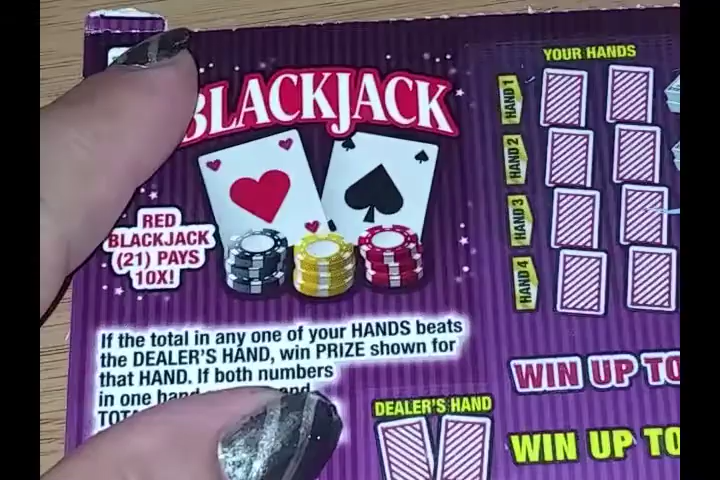 BLACKJACK
RED
BLACKJACK
(21) PAYS
10X!
If the total in any one of your HANDS beats
the DEALER'S HAND, win PRIZE shown for
that HAND. If both numbers
in one hand
YOUR HANDS
HAND 1
HAND 2
HAND 3
HAND 4
DEALER'S HAND
WIN UP TO
WIN UP TO